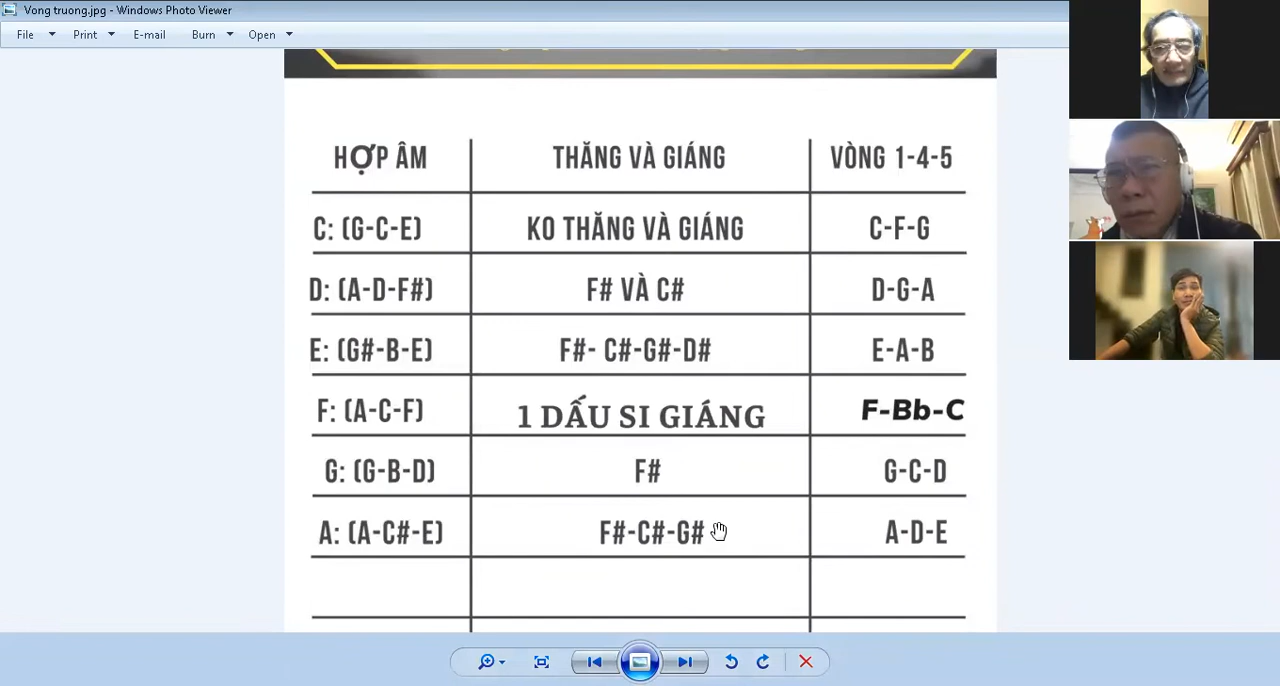 Vong truong.jpg - Windows Photo Viewer
File Print E-mail Burn Open
HỢP ÂM THĂNG VÀ GIÁNG VÒNG 1-4-5
C: (G-C-E) KO THĂNG VÀ GIÁNG C-F-G
D: (A-D-F#) F# VÀ C# D-G-A
E: (G#-B-E) F#- C#-G#-D# E-A-B
F: (A-C-F) 1 DẤU SI GIÁNG F-Bb-C
G: (G-B-D) F# G-C-D
A: (A-C#-E) F#-C#-G# A-D-E